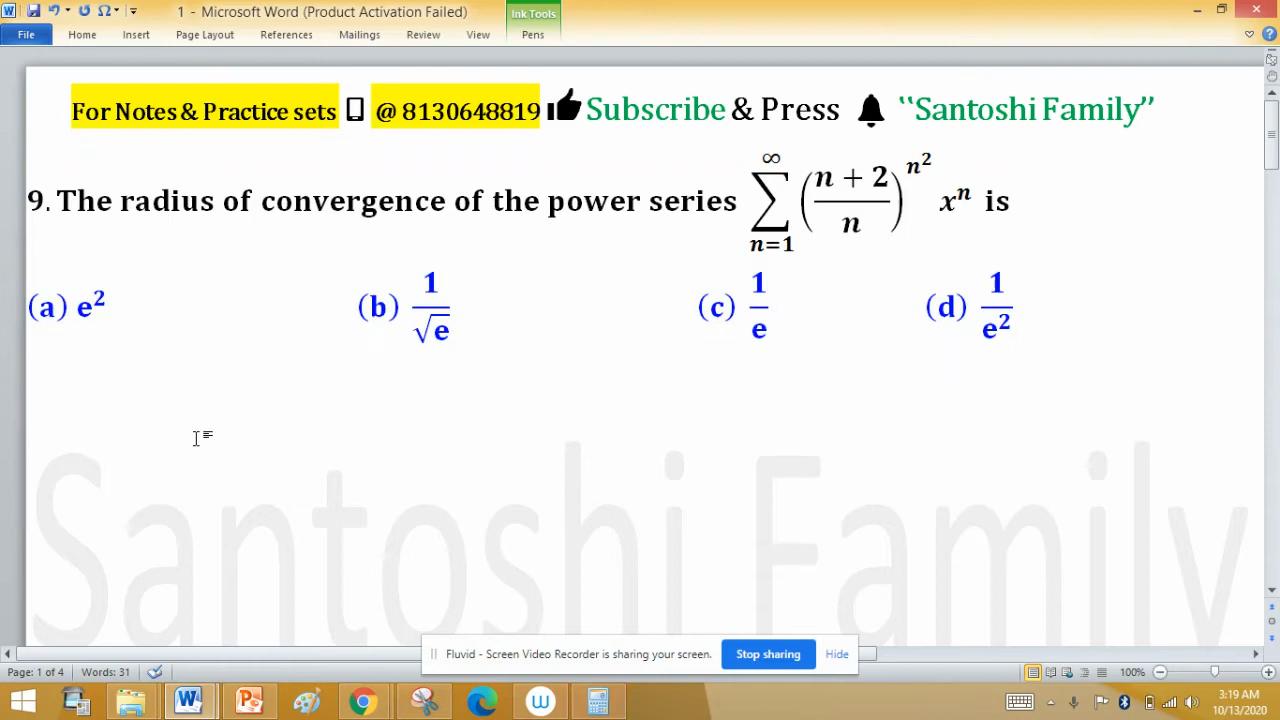 1 - Microsoft Word (Product Activation Failed)
Ink Tools
File Home Insert Page Layout References Mailings Review View Pens
For Notes & Practice sets @ 8130648819 Subscribe & Press "Santoshi Family"
9. The radius of convergence of the power series ∑_{n=1}^{∞} ((n + 2)/n)^{n²} xⁿ is
(a) e² (b) 1/√e (c) 1/e (d) 1/e²
Santoshi Family
Fluvid - Screen Video Recorder is sharing your screen. Stop sharing Hide
Page: 1 of 4 Words: 31 100%
3:19 AM
10/13/2020